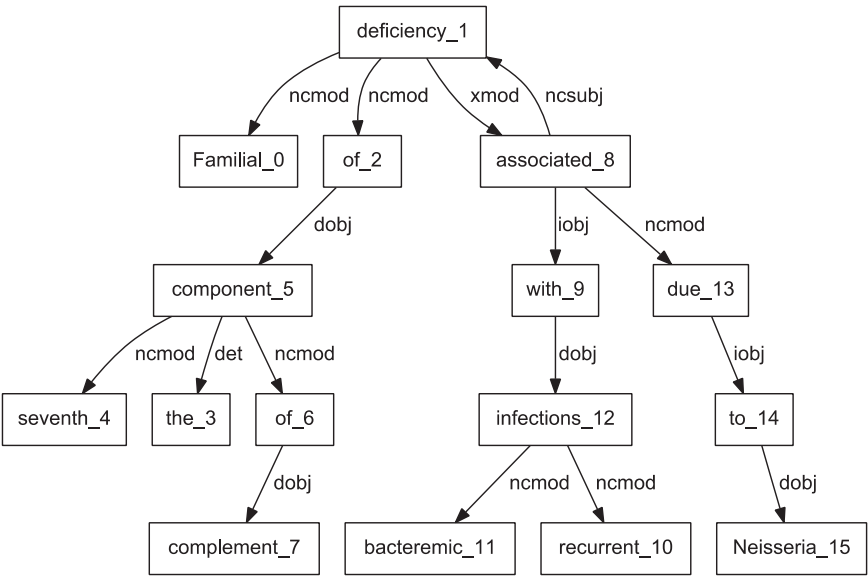 deficiency_1
ncmod
ncmod
xmod
ncsubj
Familial_0
of_2
associated_8
dobj
iobj
ncmod
component_5
with_9
due_13
ncmod
det
ncmod
dobj
iobj
seventh_4
the_3
of_6
infections_12
to_14
dobj
ncmod
ncmod
dobj
complement_7
bacteremic_11
recurrent_10
Neisseria_15